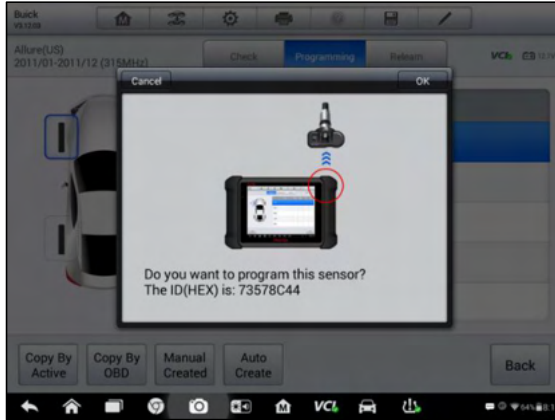 Buick
Allure(US)
2011/01-2011/12 (315MHz)
Check
Programming
Relearn
VCI
Cancel
OK
Do you want to program this sensor?
The ID(HEX) is: 73578C44
Copy By
Active
Copy By
OBD
Manual
Created
Auto
Create
Back
VCI